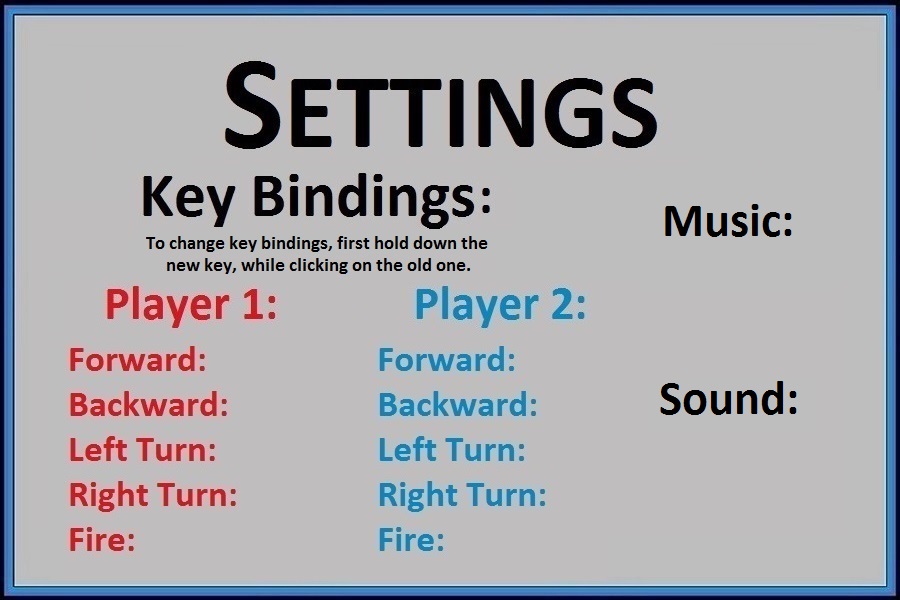 SETTINGS
Key Bindings:
To change key bindings, first hold down the
new key, while clicking on the old one.
Player 1:
Forward:
Backward:
Left Turn:
Right Turn:
Fire:
Player 2:
Forward:
Backward:
Left Turn:
Right Turn:
Fire:
Music:
Sound: